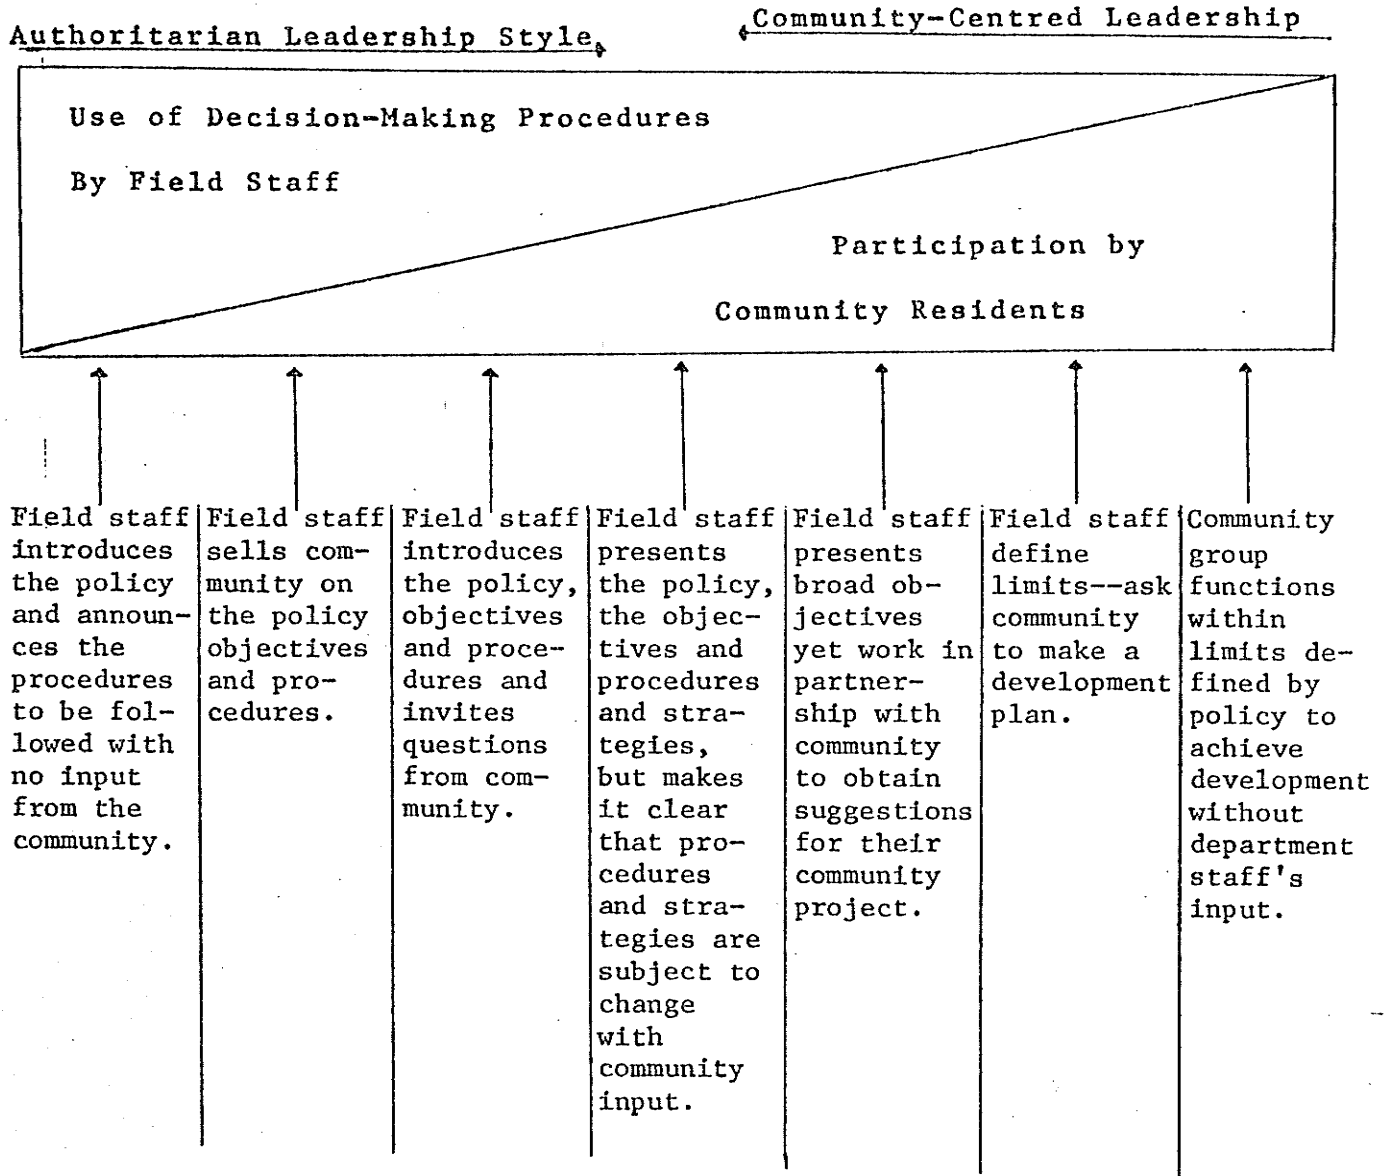 Authoritarian Leadership Style
Community-Centred Leadership
Use of Decision-Making Procedures
By Field Staff
Participation by
Community Residents
Field staff
introduces
the policy
and announ-
ces the
procedures
to be fol-
lowed with
no input
from the
community.
Field staff
sells com-
munity on
the policy
objectives
and pro-
cedures.
Field staff
introduces
the policy,
objectives
and proce-
dures and
invites
questions
from com-
munity.
Field staff
presents
the policy,
the objec-
tives and
procedures
and stra-
tegies,
but makes
it clear
that pro-
cedures
and stra-
tegies are
subject to
change
with
community
input.
Field staff
presents
broad ob-
jectives
yet work in
partner-
ship with
community
to obtain
suggestions
for their
community
project.
Field staff
define
limits--ask
community
to make a
development
plan.
Community
group
functions
within
limits de-
fined by
policy to
achieve
development
without
department
staff's
input.